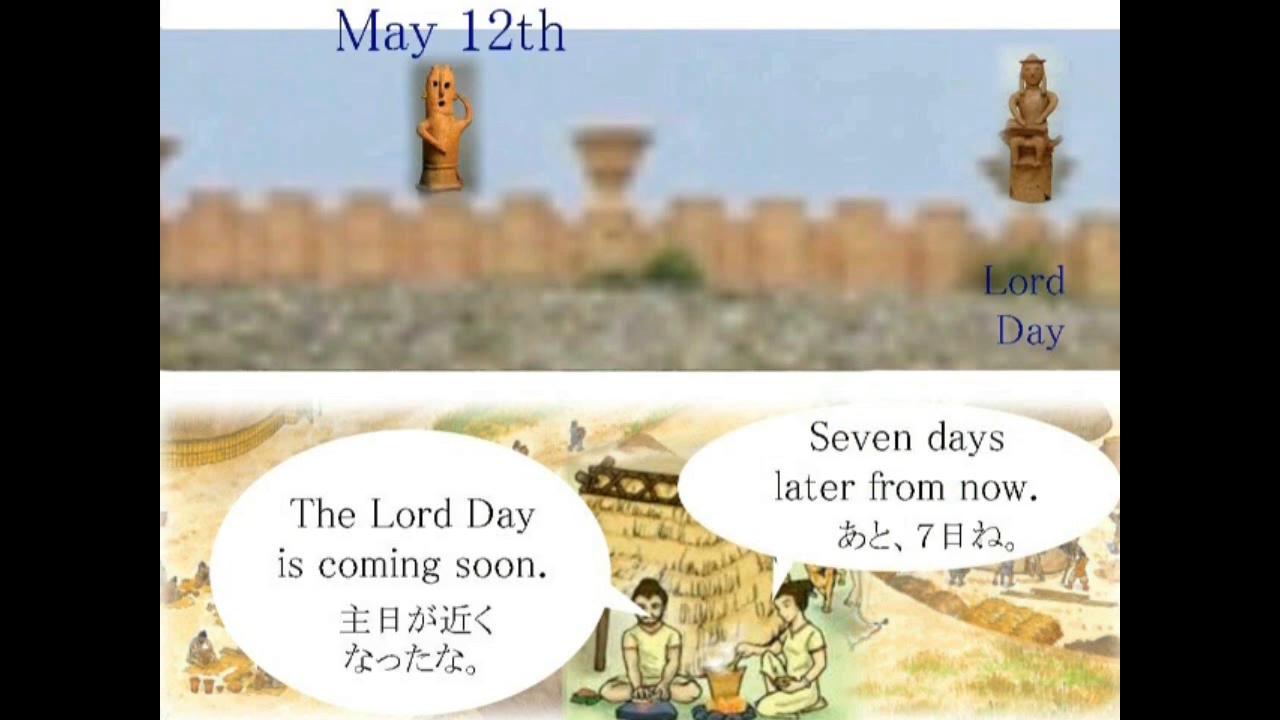 May 12th
Lord
Day
Seven days
later from now.
あと、7日ね。
The Lord Day
is coming soon.
主日が近く
なったな。